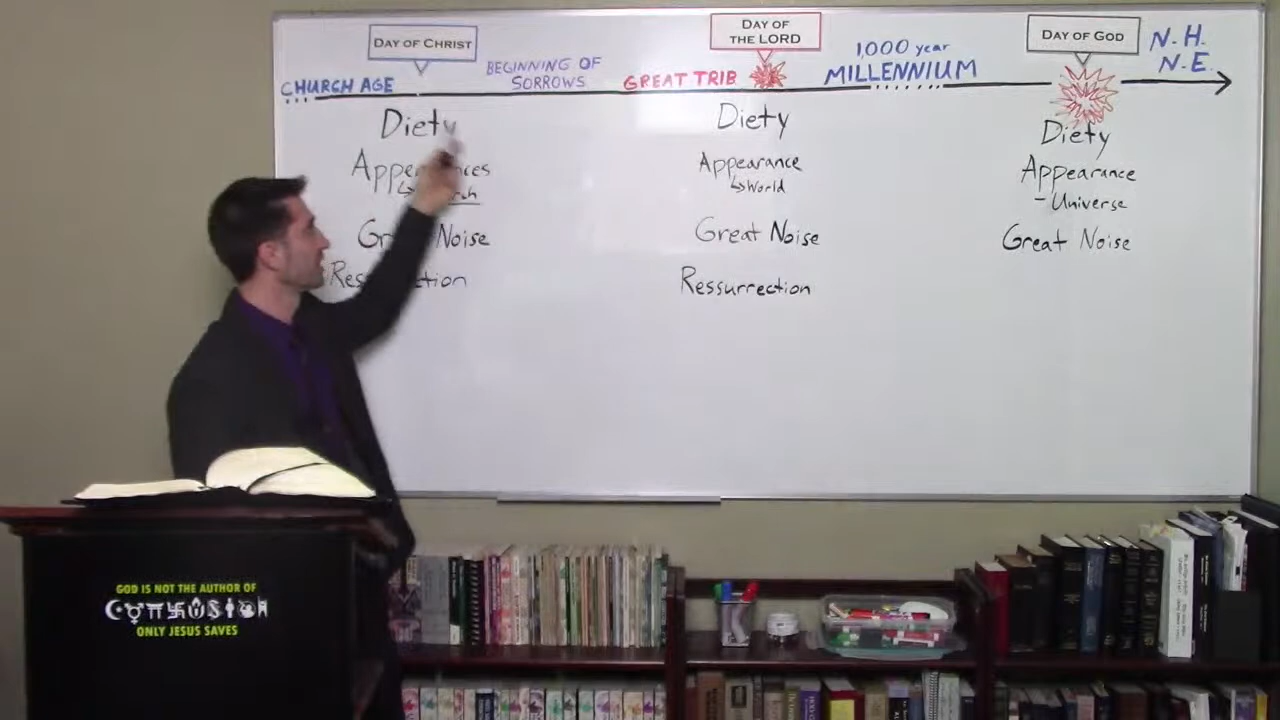 DAY OF CHRIST
DAY OF
THE LORD
DAY OF GOD
CHURCH AGE
BEGINNING OF
SORROWS
GREAT TRIB
1,000 year
MILLENNIUM
N.H.
N.E.
Diety
Great Noise
Diety
Appearance
World
Great Noise
Ressurrection
Diety
Appearance
- Universe
Great Noise
GOD IS NOT THE AUTHOR OF
ONLY JESUS SAVES